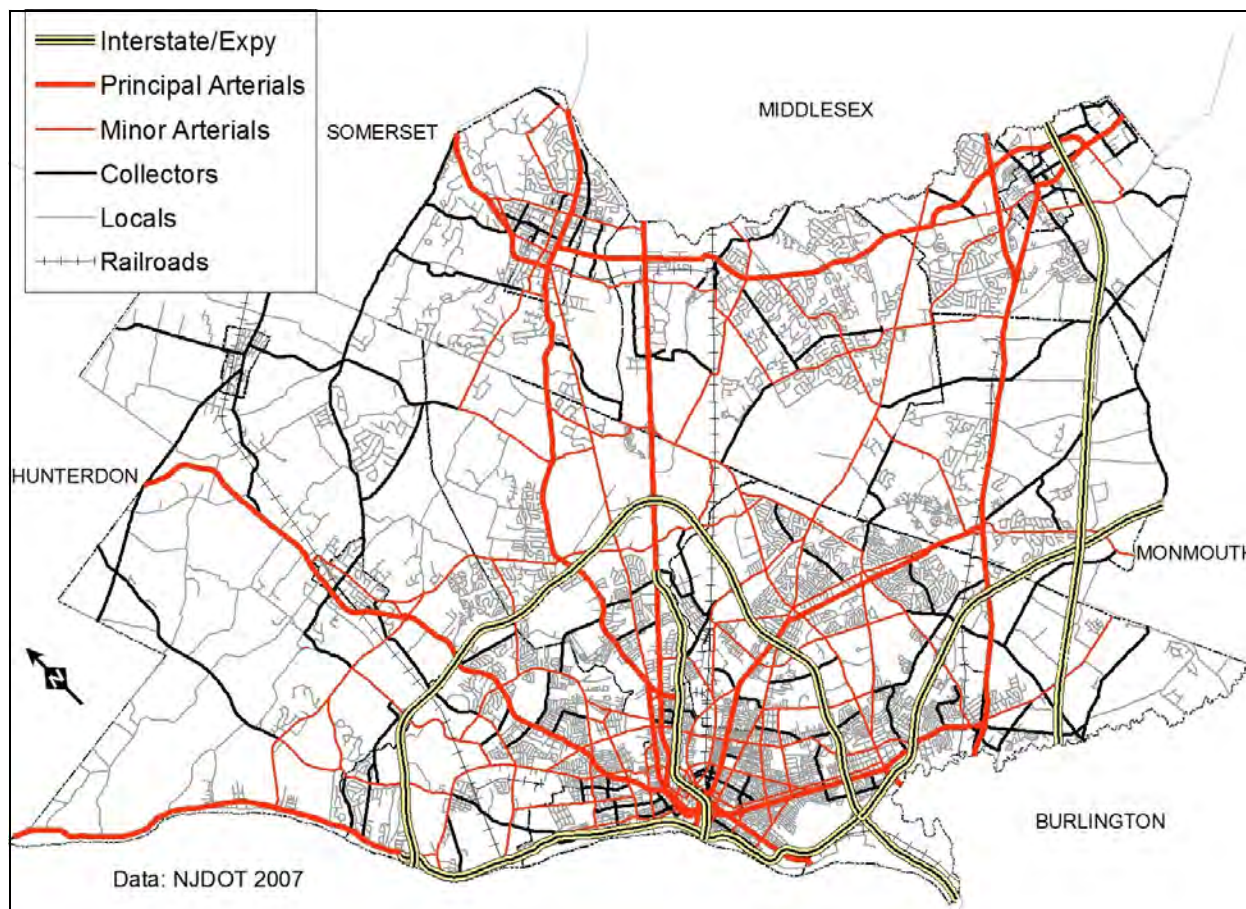 Interstate/Expy
Principal Arterials
Minor Arterials
Collectors
Locals
Railroads
SOMERSET
MIDDLESEX
HUNTERDON
MONMOUTH
N
BURLINGTON
Data: NJDOT 2007